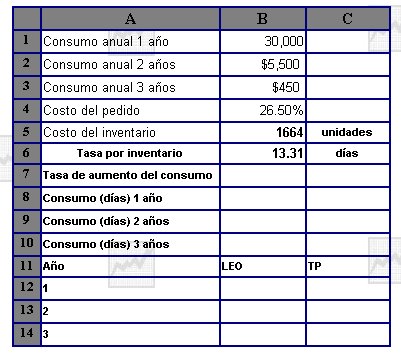 A B C
1 Consumo anual 1 año 30,000
2 Consumo anual 2 años $5,500
3 Consumo anual 3 años $450
4 Costo del pedido 26.50%
5 Costo del inventario 1664 unidades
6 Tasa por inventario 13.31 días
7 Tasa de aumento del consumo
8 Consumo (días) 1 año
9 Consumo (días) 2 años
10 Consumo (días) 3 años
11 Año LEO TP
12 1
13 2
14 3